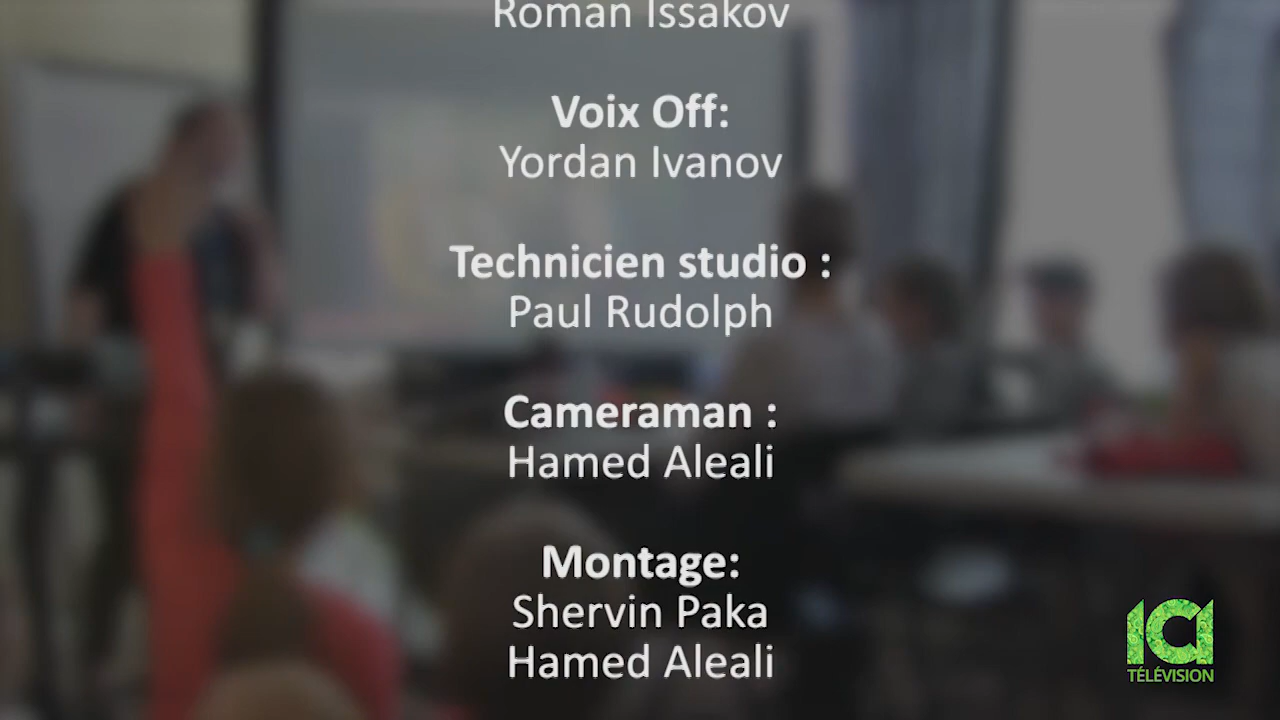 Roman Issakov
Voix Off:
Yordan Ivanov
Technicien studio :
Paul Rudolph
Cameraman :
Hamed Aleali
Montage:
Shervin Paka
Hamed Aleali
ICI
TÉLÉVISION